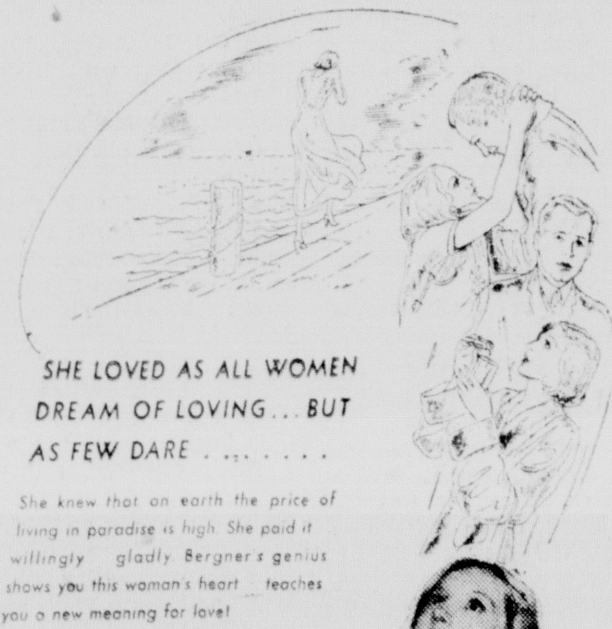 SHE LOVED AS ALL WOMEN
DREAM OF LOVING...BUT
AS FEW DARE ........
She knew that on earth the price of
living in paradise is high. She paid it
willingly gladly. Bergner's genius
shows you this woman's heart teaches
you a new meaning for love!